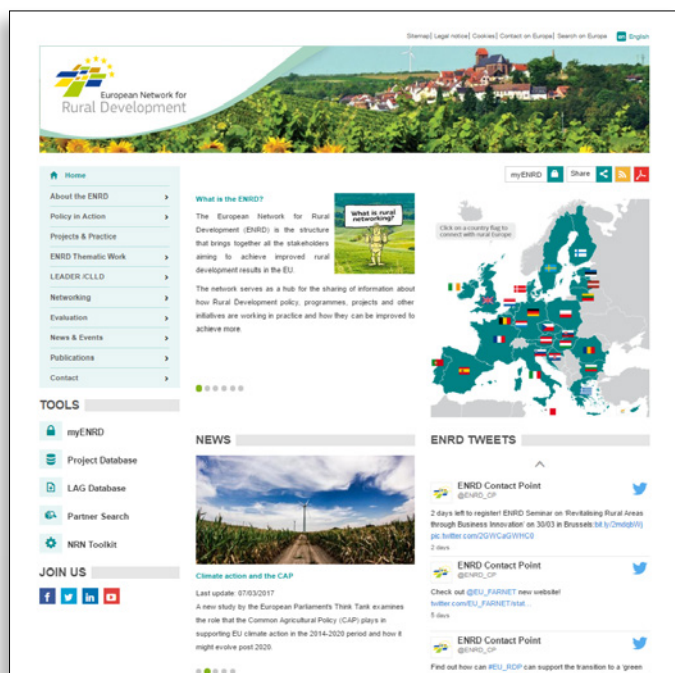 Sitemap| Legal notice| Cookies| Contact on Europe| Search on Europe en English
European Network for
Rural Development
Home
About the ENRD
Policy in Action
Projects & Practice
ENRD Thematic Work
LEADER /CLLD
Networking
Evaluation
News & Events
Publications
Contact
TOOLS
myENRD
Project Database
LAG Database
Partner Search
NRN Toolkit
JOIN US
What is the ENRD?
The European Network for Rural
Development (ENRD) is the structure
that brings together all the stakeholders
aiming to achieve improved rural
development results in the EU.
What is rural
networking?
The network serves as a hub for the sharing of information about
how Rural Development policy, programmes, projects and other
initiatives are working in practice and how they can be improved to
achieve more.
NEWS
Climate action and the CAP
Last update: 07/03/2017
A new study by the European Parliament's Think Tank examines
the role that the Common Agricultural Policy (CAP) plays in
supporting EU climate action in the 2014-2020 period and how it
might evolve post 2020.
myENRD Share
Click on a country flag to
connect with rural Europe
ENRD TWEETS
ENRD Contact Point
@ENRD_CP
2 days left to register! ENRD Seminar on 'Revitalising Rural Areas
through Business Innovation' on 30/03 in Brussels:
pic.twitter.com/2GWCaGWHC0
2 days
ENRD Contact Point
@ENRD_CP
Check out @EU_FARNET new website!
twitter.com/EU_FARNET/stat...
5 days
ENRD Contact Point
@ENRD_CP
Find out how can #EU_RDP can support the transition to a 'green